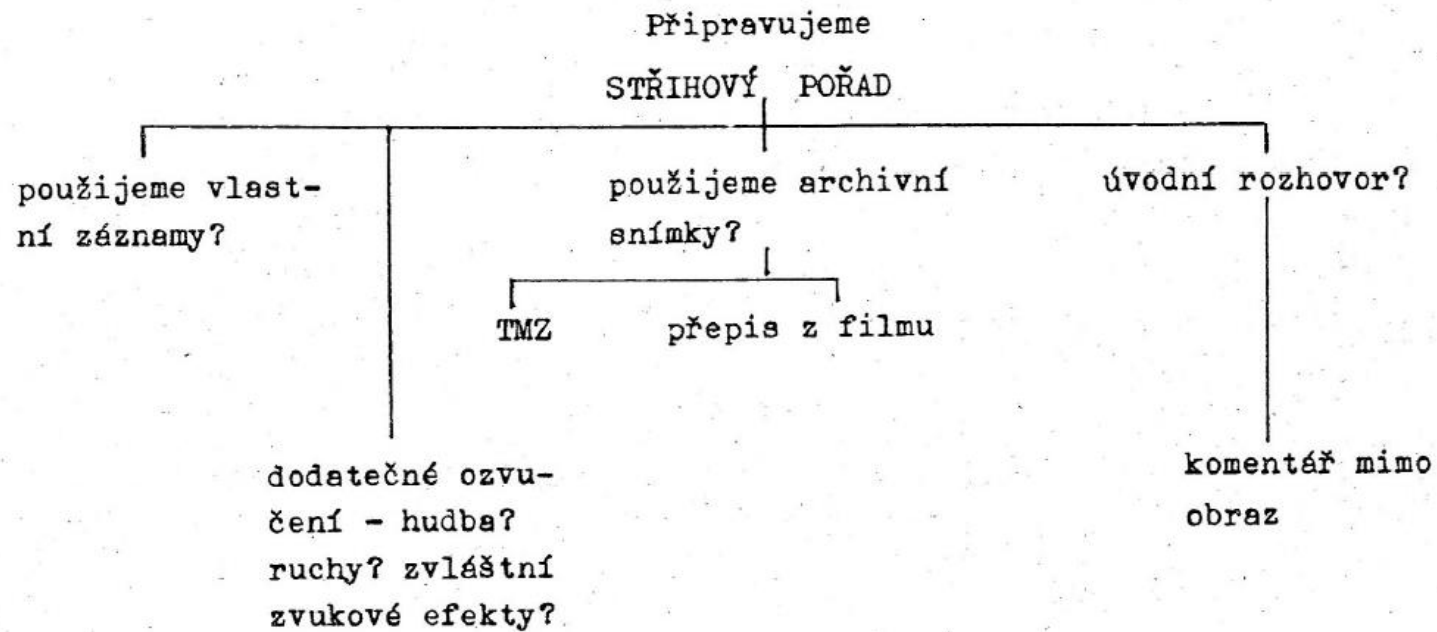 Připravujeme
STŘIHOVÝ POŘAD
použijeme vlast-
ní záznamy?
použijeme archivní
snímky?
úvodní rozhovor?
TMZ
přepis z filmu
dodatečné ozvu-
čení - hudba?
ruchy? zvláštní
zvukové efekty?
komentář mimo
obraz